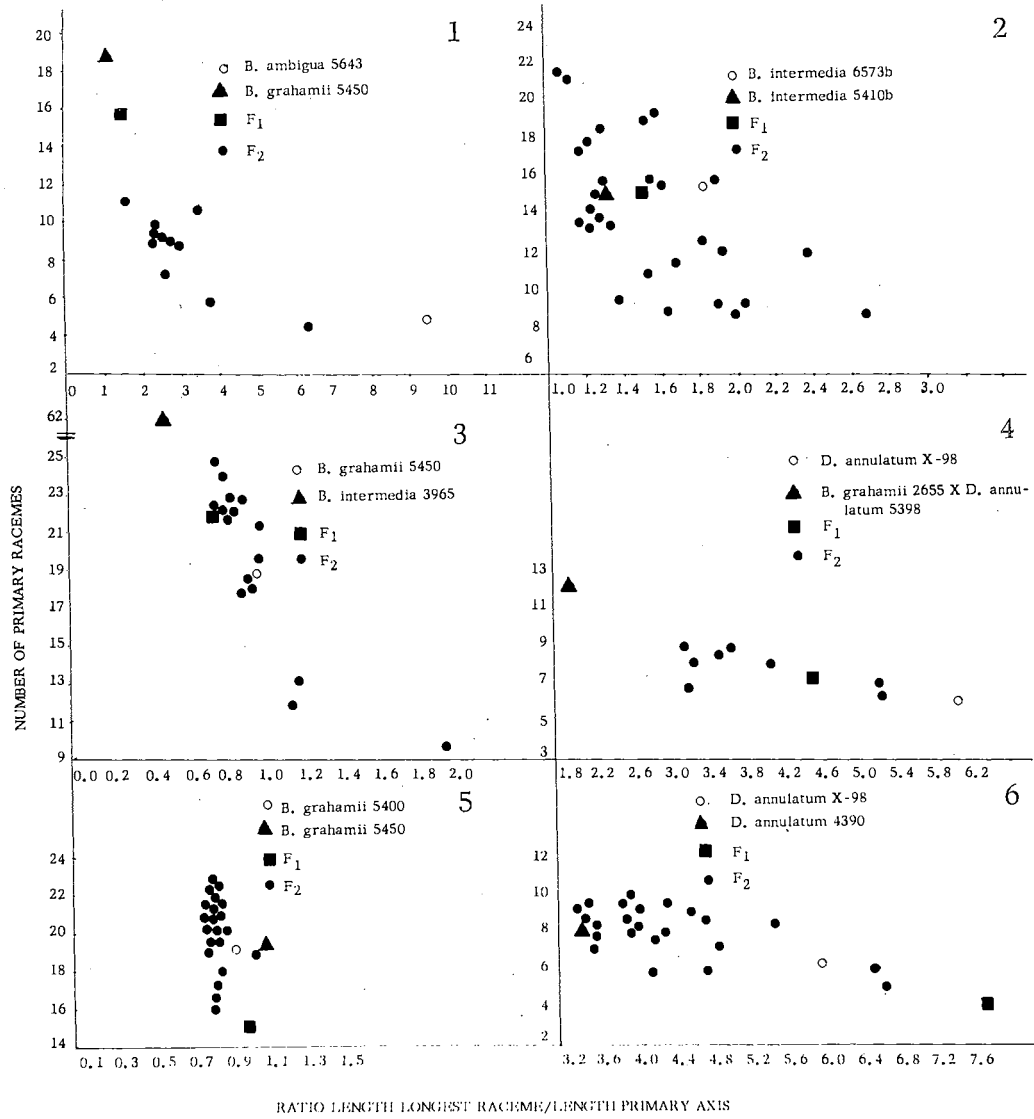 1
20
18
16
14
12
10
8
6
4
2
B. ambigua 5643
B. grahamii 5450
F1
F2
0 1 2 3 4 5 6 7 8 9 10 11
2
24
22
20
18
16
14
12
10
8
6
B. intermedia 6573b
B. intermedia 5410b
F1
F2
1.0 1.2 1.4 1.6 1.8 2.0 2.2 2.4 2.6 3.0
3
62
25
23
21
19
17
15
13
11
9
B. grahamii 5450
B. intermedia 3965
F1
F2
0.0 0.2 0.4 0.6 0.8 1.0 1.2 1.4 1.6 1.8 2.0
4
13
11
9
7
5
3
D. annulatum X-98
B. grahamii 2655 X D. annu-
latum 5398
F1
F2
1.8 2.2 2.6 3.0 3.4 3.8 4.2 4.6 5.0 5.4 5.8 6.2
5
24
22
20
18
16
14
B. grahamii 5400
B. grahamii 5450
F1
F2
0.1 0.3 0.5 0.7 0.9 1.1 1.3 1.5
6
12
10
8
6
4
2
D. annulatum X-98
D. annulatum 4390
F1
F2
3.2 3.6 4.0 4.4 4.8 5.2 5.6 6.0 6.4 6.8 7.2 7.6
NUMBER OF PRIMARY RACEMES
RATIO LENGTH LONGEST RACEME/LENGTH PRIMARY AXIS